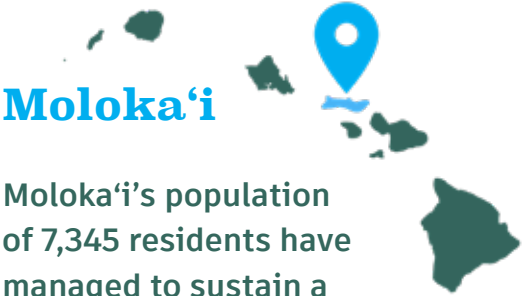 Molokaʻi
Molokaʻi’s population
of 7,345 residents have
managed to sustain a